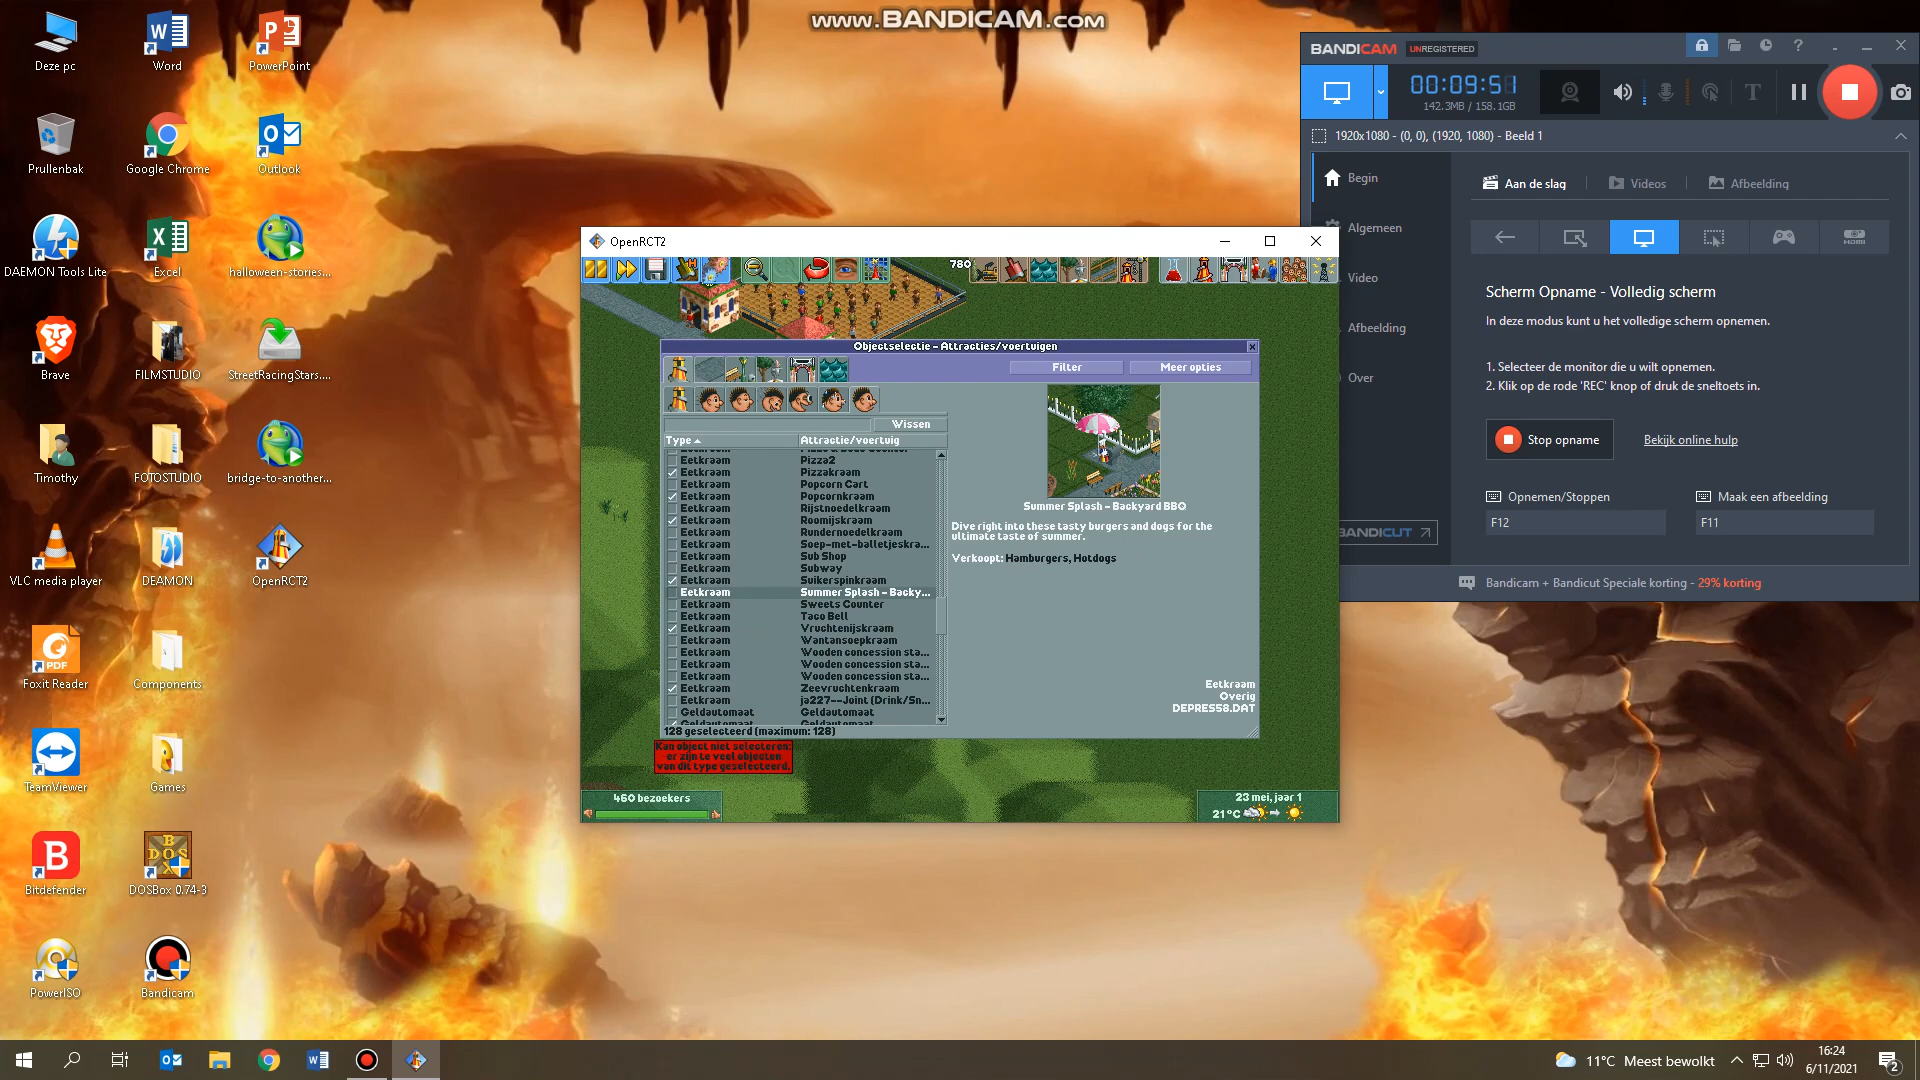 www.BANDICAM.com
Deze pc
Word
PowerPoint
Prullenbak
Google Chrome
Outlook
DAEMON Tools Lite
Excel
halloween-stories...
Brave
FILMSTUDIO
StreetRacingStars....
Timothy
FOTOSTUDIO
bridge-to-another...
VLC media player
DEAMON
OpenRCT2
Foxit Reader
Components
TeamViewer
Games
Bitdefender
DOSBox 0.74-3
PowerISO
Bandicam
BANDICAM UNREGISTERED
00:09:51
142.3MB / 158.1GB
1920x1080 - (0, 0), (1920, 1080) - Beeld 1
Begin
Algemeen
Video
Afbeelding
Over
BANDICUT
Aan de slag
Videos
Afbeelding
Scherm Opname - Volledig scherm
In deze modus kunt u het volledige scherm opnemen.
1. Selecteer de monitor die u wilt opnemen.
2. Klik op de rode 'REC' knop of druk de sneltoets in.
Stop opname
Bekijk online hulp
Opnemen/Stoppen
Maak een afbeelding
F12
F11
Bandicam + Bandicut Speciale korting - 29% korting
OpenRCT2
780
Objectselectie - Attracties/voertuigen
Filter
Meer opties
Wissen
Type
Attractie/voertuig
Eetkraam Pizza2
Eetkraam Pizzakraam
Eetkraam Popcorn Cart
Eetkraam Popcornkraam
Eetkraam Rijstnoedelkraam
Eetkraam Roomijskraam
Eetkraam Rundernoedelkraam
Eetkraam Soep-met-balletjeskra...
Eetkraam Sub Shop
Eetkraam Subway
Eetkraam Suikerspinkraam
Eetkraam Summer Splash - Backy...
Eetkraam Sweets Counter
Eetkraam Taco Bell
Eetkraam Vruchtenijskraam
Eetkraam Wantansoepkraam
Eetkraam Wooden concession sta...
Eetkraam Wooden concession sta...
Eetkraam Wooden concession sta...
Eetkraam Zeevruchtenkraam
Eetkraam ja227--Joint (Drink/Sn...
Geldautomaat Geldautomaat
Geldautomaat Geldautomaat
128 geselecteerd (maximum: 128)
Summer Splash - Backyard BBQ
Dive right into these tasty burgers and dogs for the
ultimate taste of summer.
Verkoopt: Hamburgers, Hotdogs
Eetkraam
Overig
DEPRES58.DAT
Kan object niet selecteren:
er zijn te veel objecten
van dit type geselecteerd.
460 bezoekers
23 mei, jaar 1
21°C
11°C Meest bewolkt
16:24
6/11/2021
2